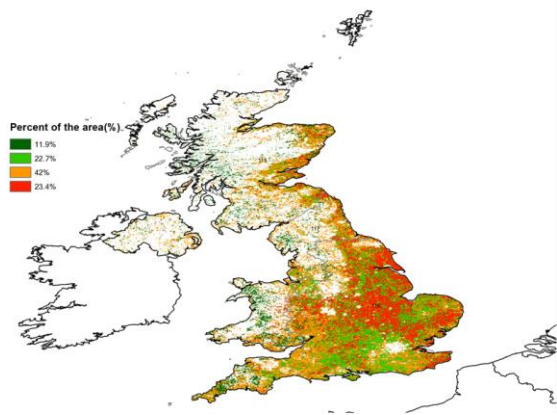 Percent of the area(%)
11.9%
22.7%
42%
23.4%